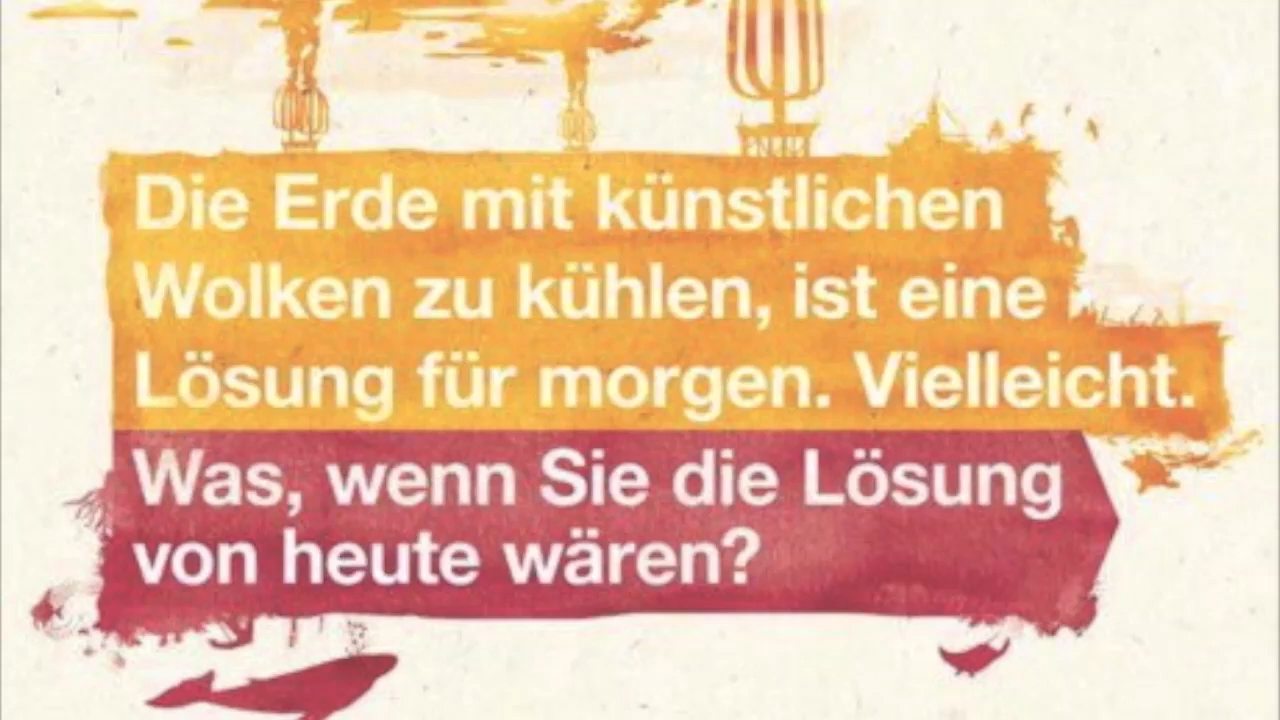 Die Erde mit künstlichen
Wolken zu kühlen, ist eine
Lösung für morgen. Vielleicht.
Was, wenn Sie die Lösung
von heute wären?